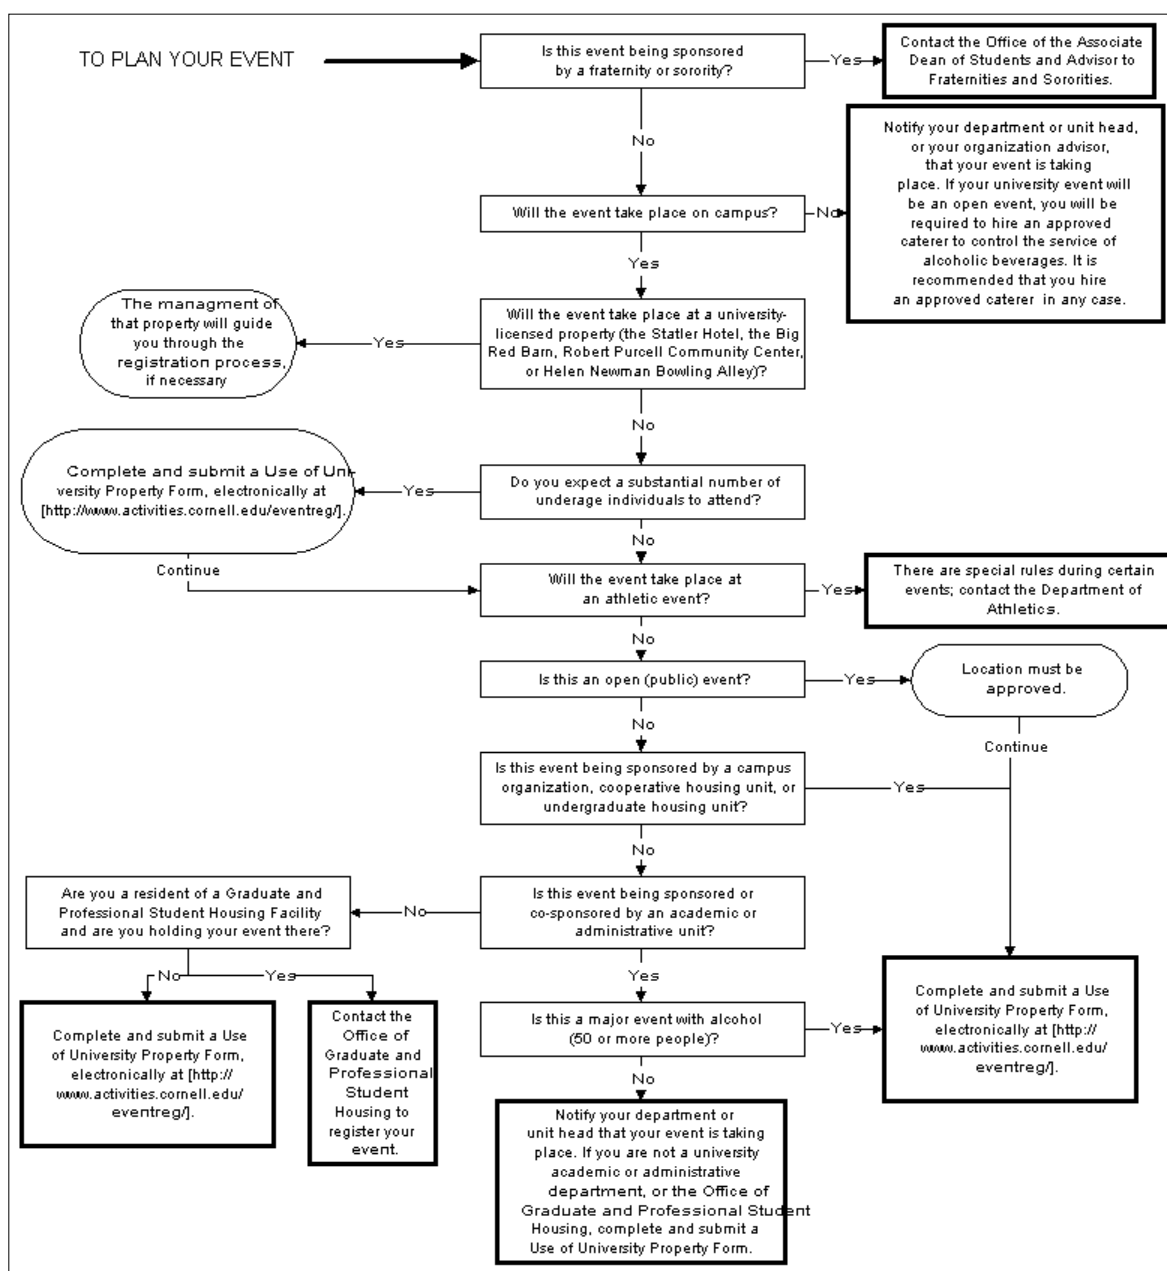 TO PLAN YOUR EVENT
Is this event being sponsored
by a fraternity or sorority?
Yes
Contact the Office of the Associate
Dean of Students and Advisor to
Fraternities and Sororities.
No
Will the event take place on campus?
No
Notify your department or unit head,
or your organization advisor,
that your event is taking
place. If your university event will
be an open event, you will be
required to hire an approved
caterer to control the service of
alcoholic beverages. It is
recommended that you hire
an approved caterer in any case.
Yes
Will the event take place at a university-
licensed property (the Statler Hotel, the Big
Red Barn, Robert Purcell Community Center,
or Helen Newman Bowling Alley)?
Yes
The managment of
that property will guide
you through the
registration process,
if necessary
No
Do you expect a substantial number of
underage individuals to attend?
Yes
Complete and submit a Use of Uni-
versity Property Form, electronically at
[http://www.activities.cornell.edu/eventreg/].
Continue
No
Will the event take place at
an athletic event?
Yes
There are special rules during certain
events; contact the Department of
Athletics.
No
Is this an open (public) event?
Yes
Location must be
approved.
Continue
No
Is this event being sponsored by a campus
organization, cooperative housing unit, or
undergraduate housing unit?
Yes
No
Is this event being sponsored or
co-sponsored by an academic or
administrative unit?
No
Are you a resident of a Graduate and
Professional Student Housing Facility
and are you holding your event there?
No
Yes
Complete and submit a Use
of University Property Form,
electronically at [http://
www.activities.cornell.edu/
eventreg/].
Contact the
Office of
Graduate and
Professional
Student
Housing to
register your
event.
Yes
Is this a major event with alcohol
(50 or more people)?
Yes
Complete and submit a Use
of University Property Form,
electronically at [http://
www.activities.cornell.edu/
eventreg/].
No
Notify your department or
unit head that your event is taking
place. If you are not a university
academic or administrative
department, or the Office of
Graduate and Professional Student
Housing, complete and submit a
Use of University Property Form.